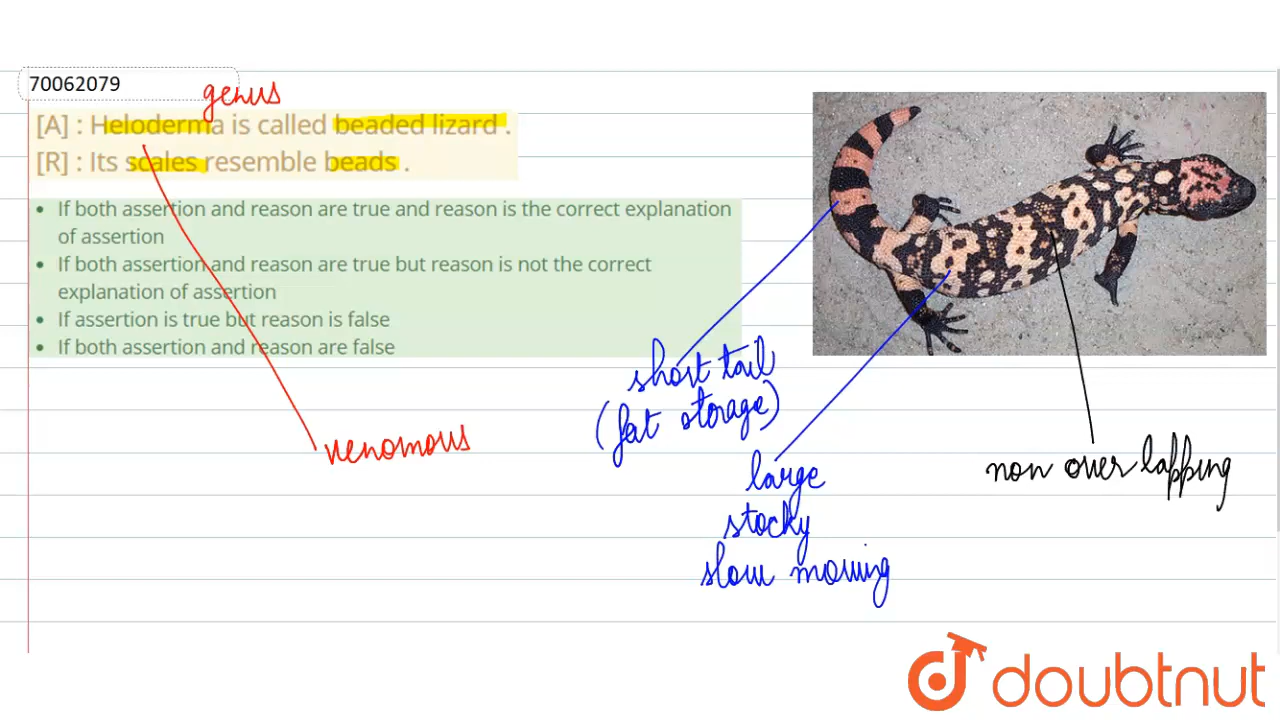 70062079
genus
[A] : Heloderma is called beaded lizard .
[R] : Its scales resemble beads .
• If both assertion and reason are true and reason is the correct explanation
of assertion
• If both assertion and reason are true but reason is not the correct
explanation of assertion
• If assertion is true but reason is false
• If both assertion and reason are false
venomous
short tail
(fat storage)
large
stocky
slow moving
non overlapping
doubtnut